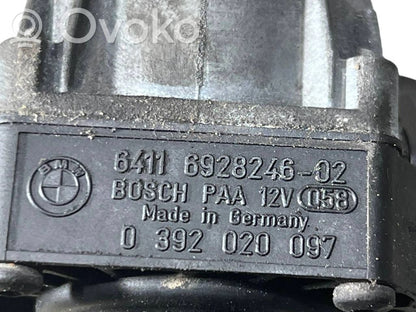 Ovoko
BMW
6411 6928246-02
BOSCH PAA 12V 058
Made in Germany
0 392 020 097